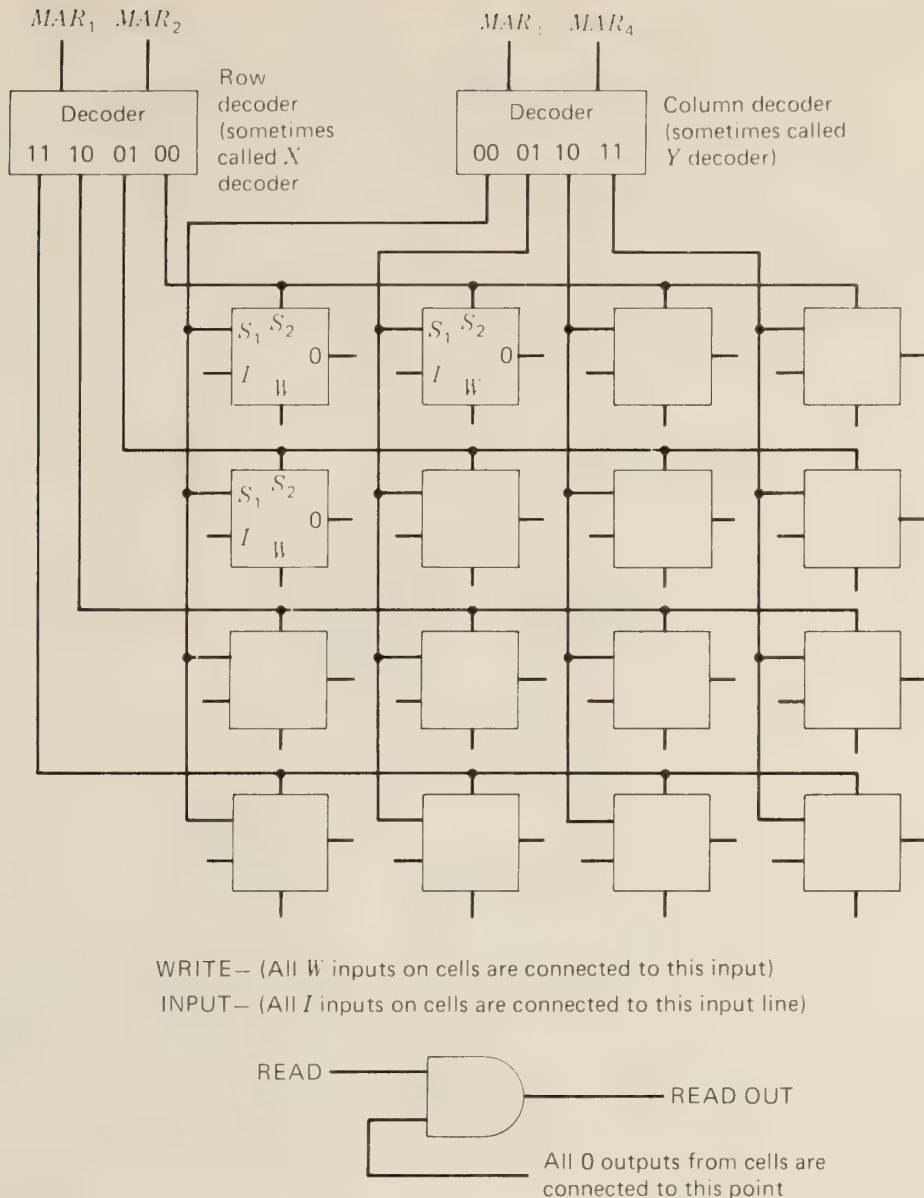 MAR₁ MAR₂
MAR₃ MAR₄
Decoder
11 10 01 00
Row
decoder
(sometimes
called X
decoder
Decoder
00 01 10 11
Column decoder
(sometimes called
Y decoder)
S₁ S₂
I 0
W
S₁ S₂
I 0
W
S₁ S₂
I 0
W
WRITE— (All W inputs on cells are connected to this input)
INPUT— (All I inputs on cells are connected to this input line)
READ
READ OUT
All 0 outputs from cells are
connected to this point